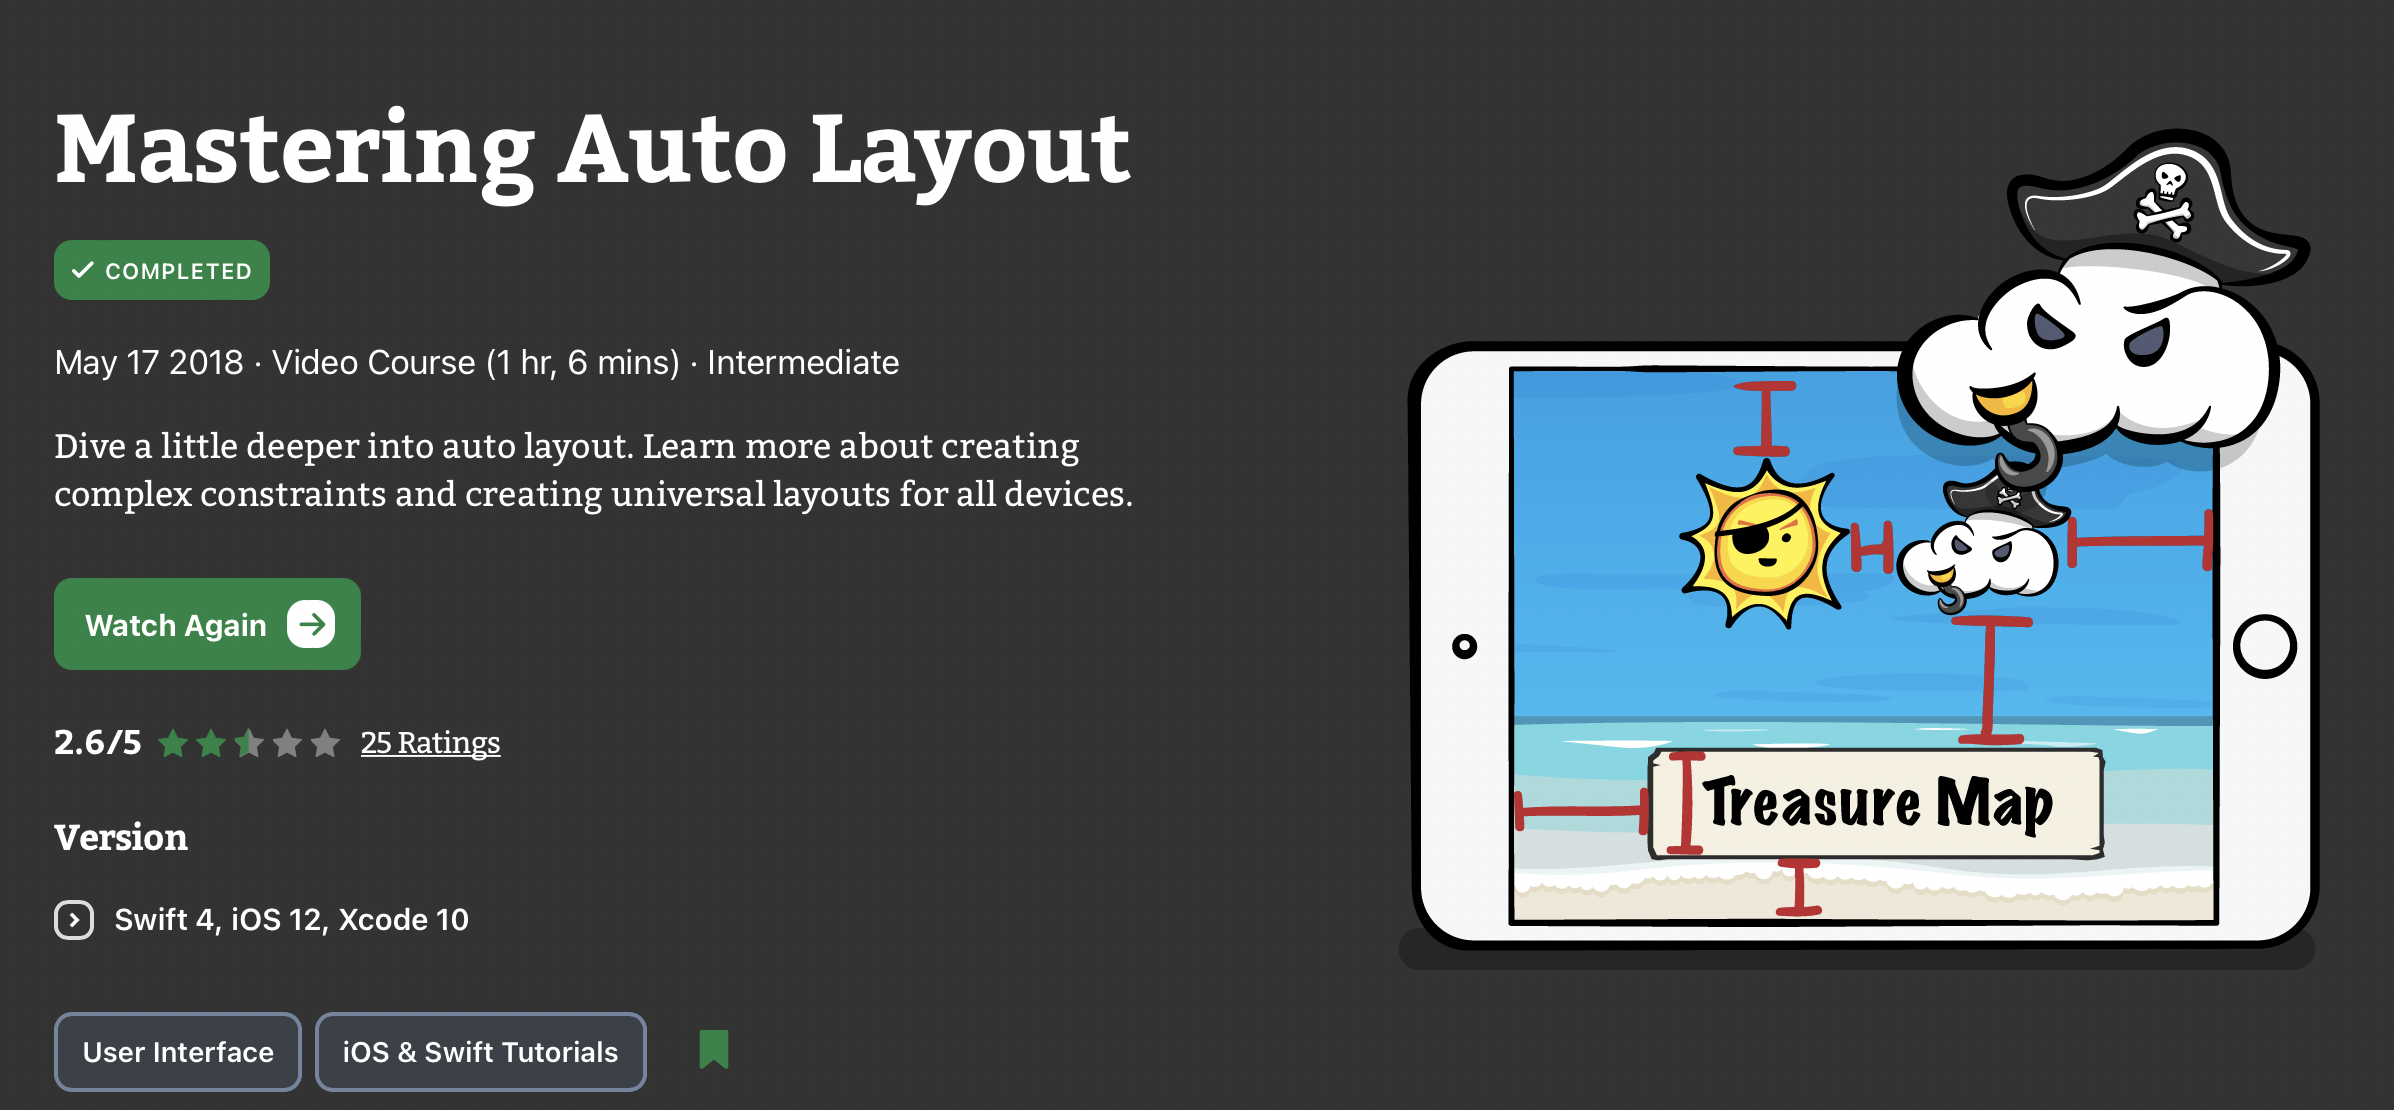 Mastering Auto Layout
COMPLETED
May 17 2018 · Video Course (1 hr, 6 mins) · Intermediate
Dive a little deeper into auto layout. Learn more about creating
complex constraints and creating universal layouts for all devices.
Watch Again
2.6/5 25 Ratings
Version
Swift 4, iOS 12, Xcode 10
User Interface iOS & Swift Tutorials
Treasure Map